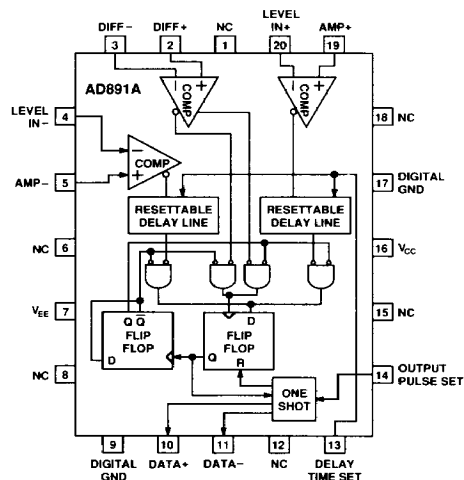 DIFF- DIFF+ NC LEVEL IN+ AMP+
3 2 1 20 19
AD891A
- + COMP
- + COMP
LEVEL IN- 4
- + COMP
18 NC
AMP- 5
17 DIGITAL GND
RESETTABLE DELAY LINE
RESETTABLE DELAY LINE
NC 6
16 VCC
VEE 7
15 NC
Q Q̅
FLIP FLOP
D
D
FLIP FLOP
Q
R
NC 8
14 OUTPUT PULSE SET
ONE SHOT
9 10 11 12 13
DIGITAL GND DATA+ DATA- NC DELAY TIME SET